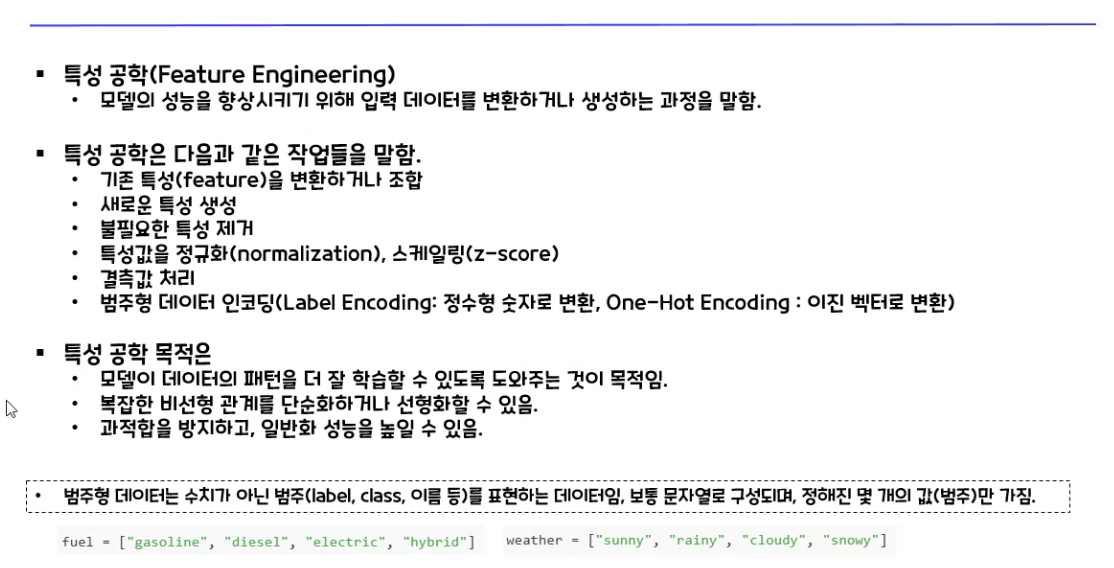 ▪ 특성 공학(Feature Engineering)
• 모델의 성능을 향상시키기 위해 입력 데이터를 변환하거나 생성하는 과정을 말함.
▪ 특성 공학은 다음과 같은 작업들을 말함.
• 기존 특성(feature)을 변환하거나 조합
• 새로운 특성 생성
• 불필요한 특성 제거
• 특성값을 정규화(normalization), 스케일링(z-score)
• 결측값 처리
• 범주형 데이터 인코딩(Label Encoding: 정수형 숫자로 변환, One-Hot Encoding : 이진 벡터로 변환)
▪ 특성 공학 목적은
• 모델이 데이터의 패턴을 더 잘 학습할 수 있도록 도와주는 것이 목적임.
• 복잡한 비선형 관계를 단순화하거나 선형화할 수 있음.
• 과적합을 방지하고, 일반화 성능을 높일 수 있음.
• 범주형 데이터는 수치가 아닌 범주(label, class, 이름 등)를 표현하는 데이터임, 보통 문자열로 구성되며, 정해진 몇 개의 값(범주)만 가짐.
fuel = ["gasoline", "diesel", "electric", "hybrid"]
weather = ["sunny", "rainy", "cloudy", "snowy"]